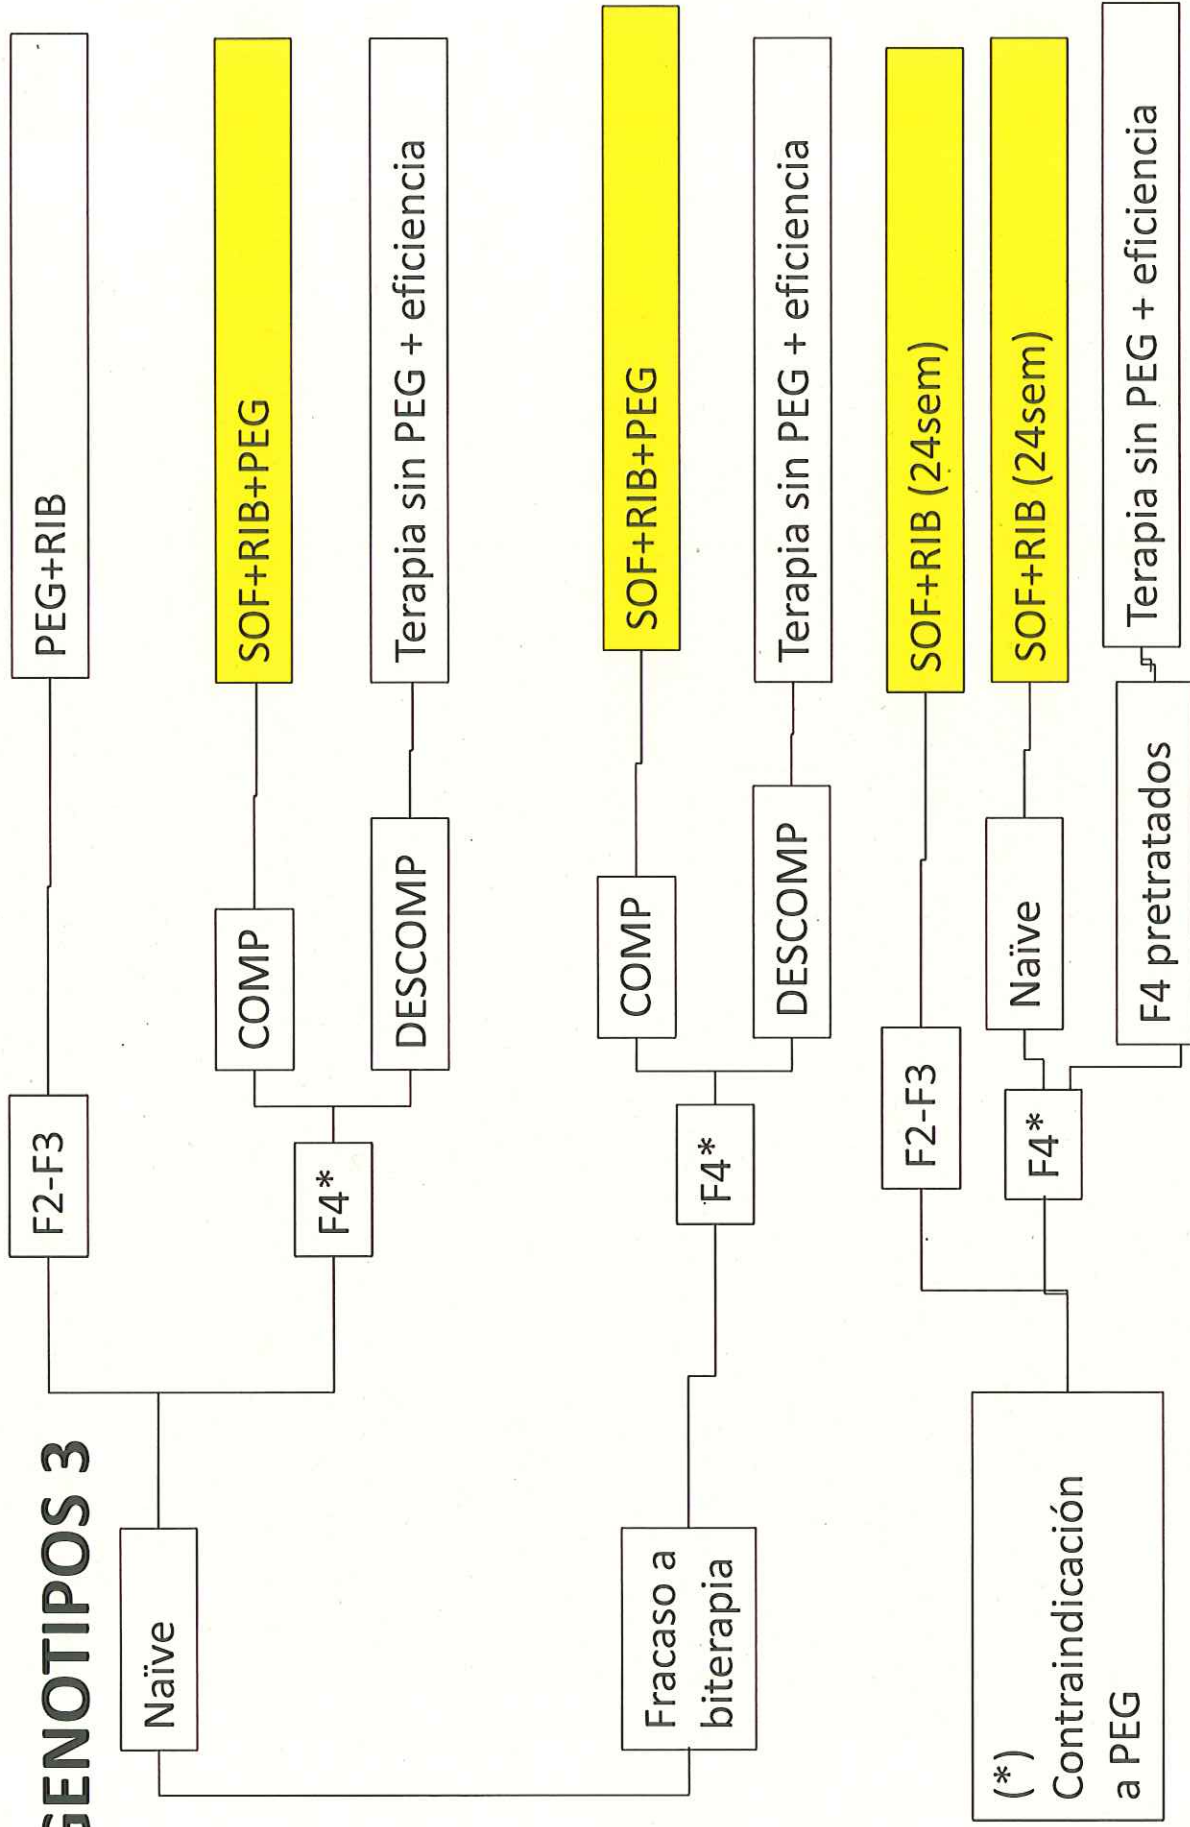 GENOTIPOS 3
Naïve
F2-F3
PEG+RIB
F4*
COMP
SOF+RIB+PEG
DESCOMP
Terapia sin PEG + eficiencia
Fracaso a
biterapia
F4*
COMP
SOF+RIB+PEG
DESCOMP
Terapia sin PEG + eficiencia
(*)
Contraindicación
a PEG
F2-F3
SOF+RIB (24sem)
F4*
Naïve
SOF+RIB (24sem)
F4 pretratados
Terapia sin PEG + eficiencia